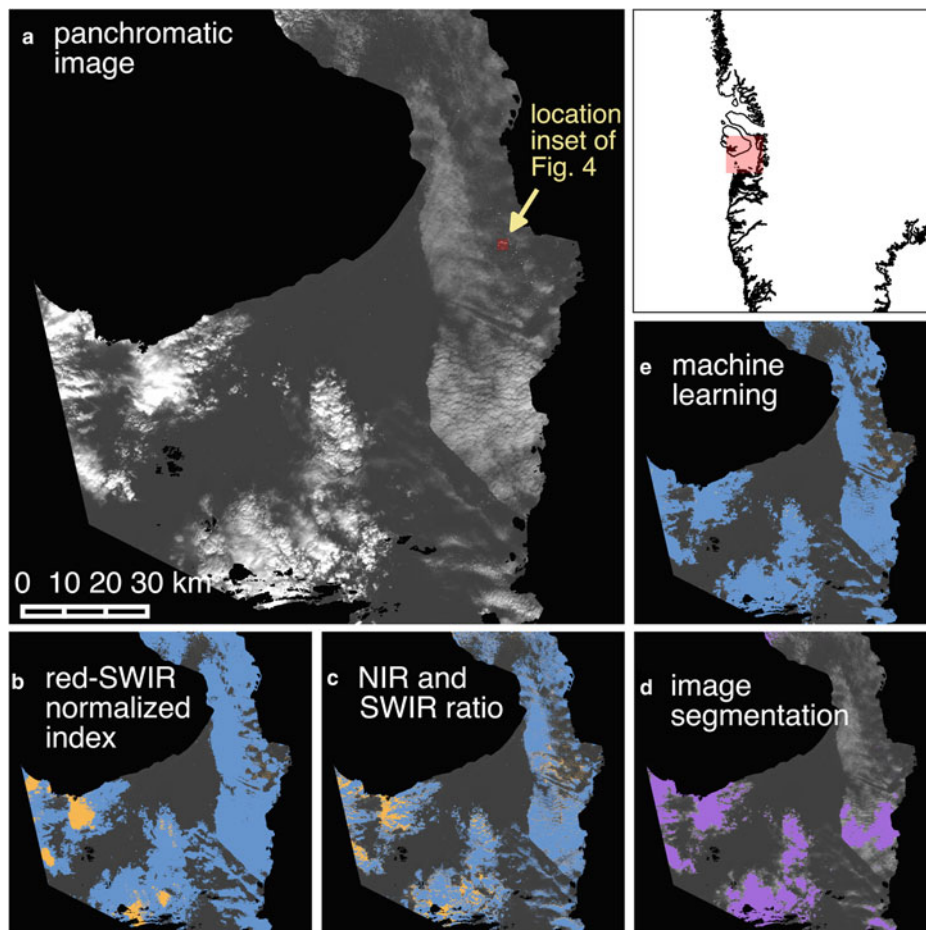 a panchromatic
image
location
inset of
Fig. 4
0 10 20 30 km
e machine
learning
b red-SWIR
normalized
index
c NIR and
SWIR ratio
d image
segmentation